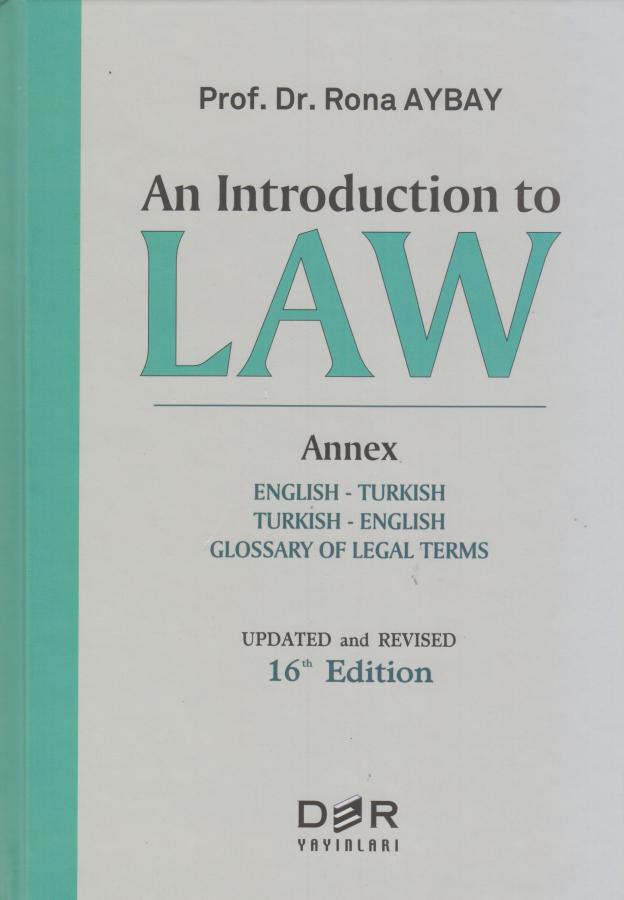 Prof. Dr. Rona AYBAY
An Introduction to
LAW
Annex
ENGLISH - TURKISH
TURKISH - ENGLISH
GLOSSARY OF LEGAL TERMS
UPDATED and REVISED
16th Edition
DER
YAYINLARI